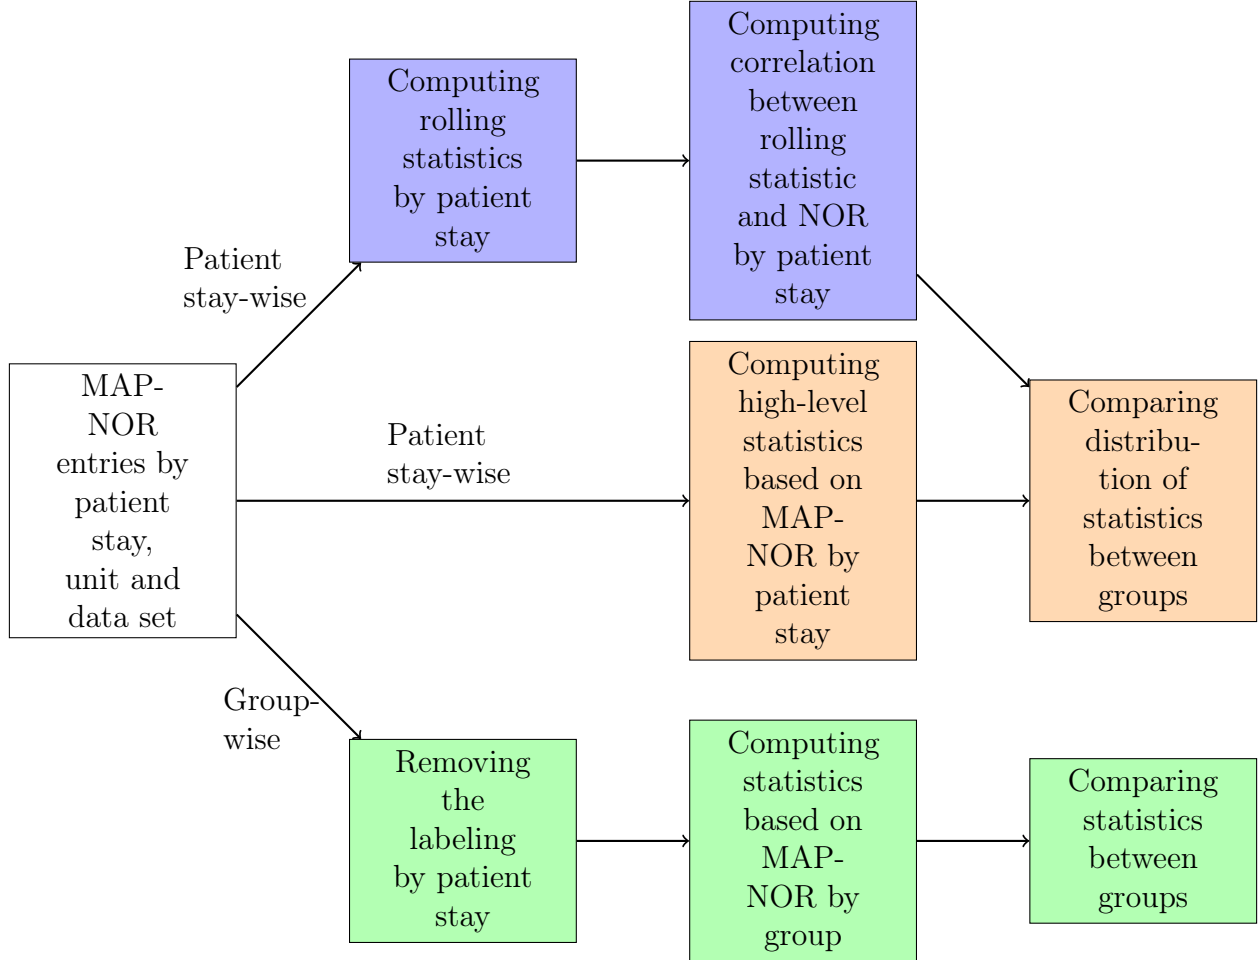 Computing
correlation
between
rolling
statistic
and NOR
by patient
stay
Computing
rolling
statistics
by patient
stay
Patient
stay-wise
MAP-
NOR
entries by
patient
stay,
unit and
data set
Patient
stay-wise
Computing
high-level
statistics
based on
MAP-
NOR by
patient
stay
Comparing
distribu-
tion of
statistics
between
groups
Group-
wise
Removing
the
labeling
by patient
stay
Computing
statistics
based on
MAP-
NOR by
group
Comparing
statistics
between
groups